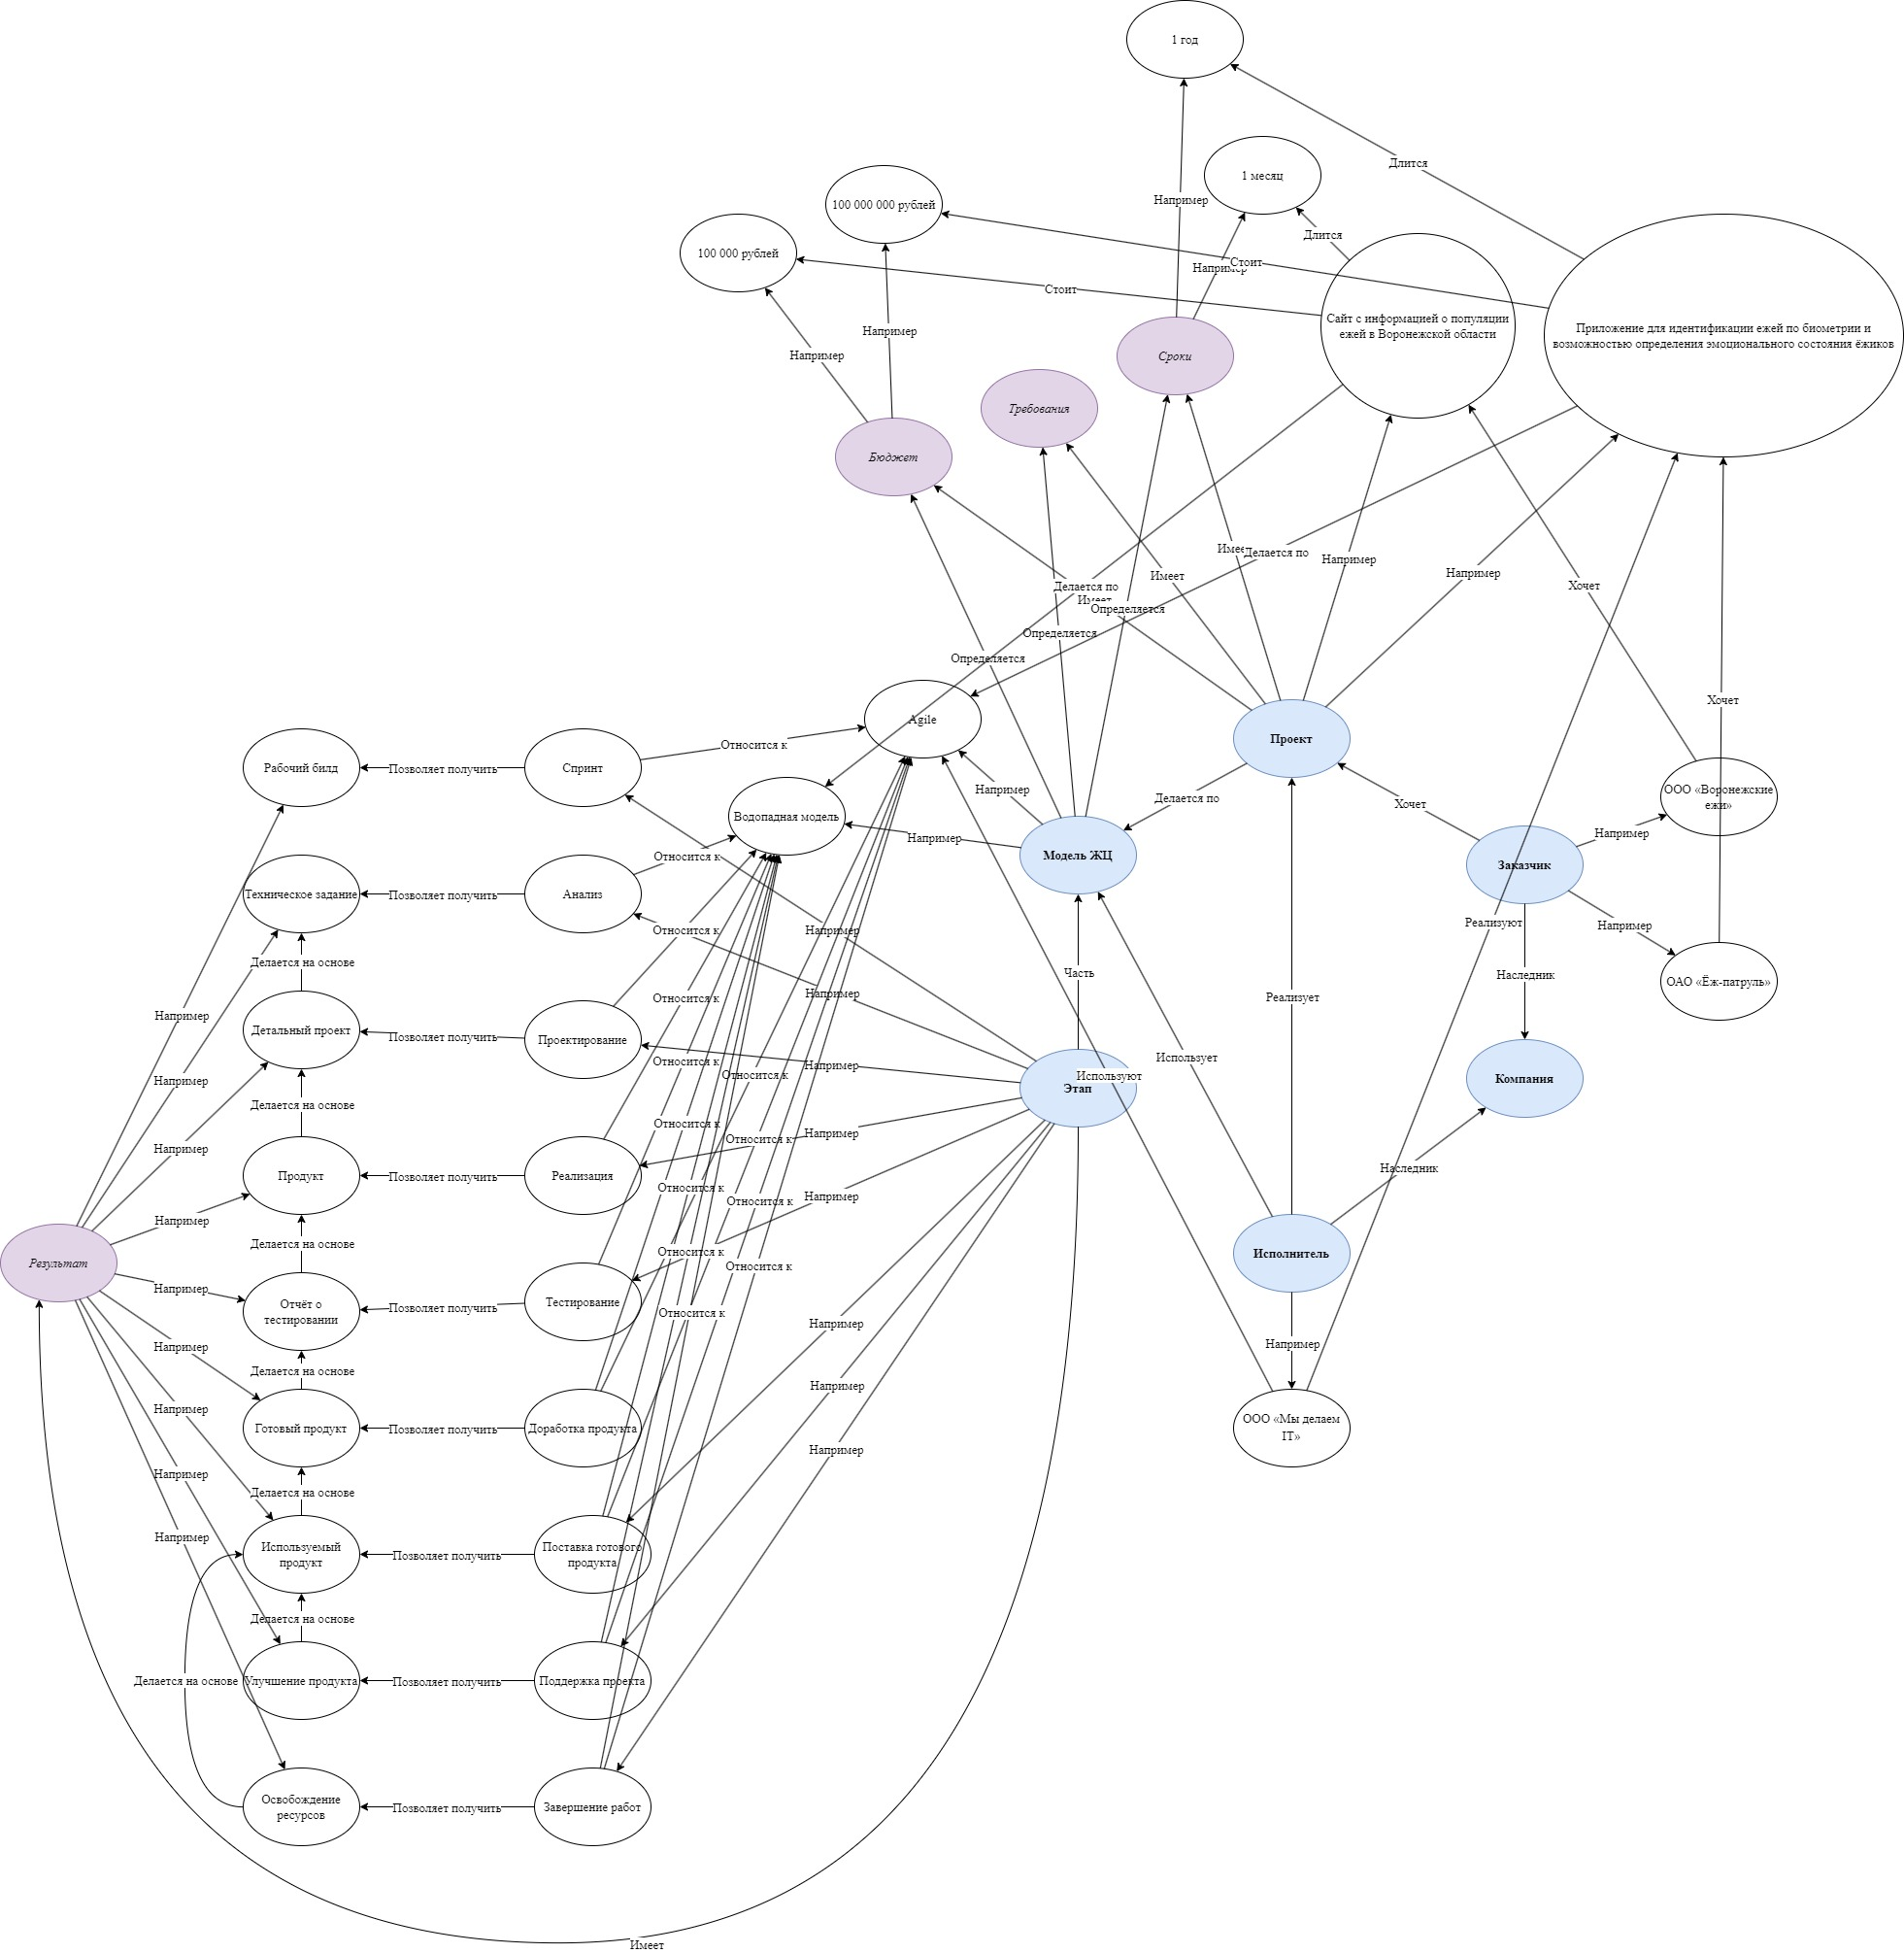 1 год
Длится
1 месяц
Например
100 000 000 рублей
Длится
100 000 рублей
Например
Стоит
Стоит
Сайт с информацией о популяции
ежей в Воронежской области
Приложение для идентификации ежей по биометрии и
возможностью определения эмоционального состояния ёжиков
Например
Например
Сроки
Требования
Бюджет
Имеет
Делается по
Например
Например
Имеет
Делается по
Хочет
Имеет
Определяется
Определяется
Определяется
Хочет
Agile
Проект
Относится к
Рабочий билд
Позволяет получить
Спринт
Например
Делается по
Хочет
ООО «Воронежские
ежи»
Водопадная модель
Например
Например
Относится к
Модель ЖЦ
Заказчик
Техническое задание
Позволяет получить
Анализ
Относится к
Например
Реализуют
Например
Делается на основе
Часть
Наследник
ОАО «Ёж-патруль»
Относится к
Например
Реализует
Например
Детальный проект
Позволяет получить
Проектирование
Относится к
Например
Использует
Относится к
Используют
Этап
Компания
Например
Делается на основе
Относится к
Относится к
Например
Например
Продукт
Позволяет получить
Реализация
Наследник
Относится к
Например
Относится к
Например
Делается на основе
Относится к
Относится к
Исполнитель
Результат
Например
Отчёт о
тестировании
Позволяет получить
Тестирование
Относится к
Например
Например
Например
Делается на основе
Например
Например
Готовый продукт
Позволяет получить
Доработка продукта
ООО «Мы делаем
IT»
Например
Например
Делается на основе
Например
Используемый
продукт
Позволяет получить
Поставка готового
продукта
Делается на основе
Делается на основе
Улучшение продукта
Позволяет получить
Поддержка проекта
Освобождение
ресурсов
Позволяет получить
Завершение работ
Имеет